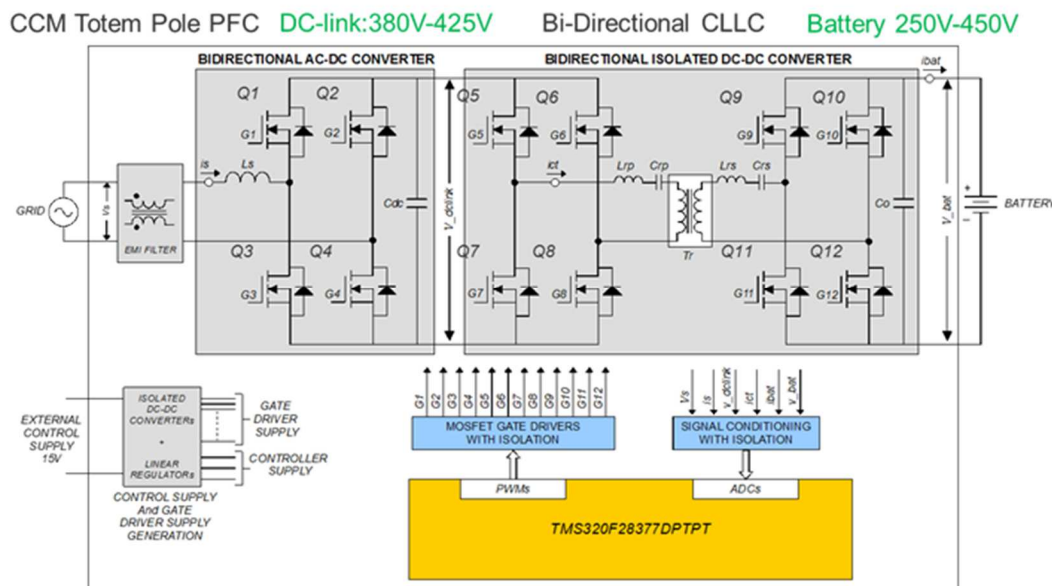 CCM Totem Pole PFC DC-link:380V-425V Bi-Directional CLLC Battery 250V-450V
BIDIRECTIONAL AC-DC CONVERTER
BIDIRECTIONAL ISOLATED DC-DC CONVERTER
ibat
Q1 Q2 Q5 Q6 Q9 Q10
G1 G2 G5 G6 G9 G10
is Ls ict Lrp Crp Lrs Crs
GRID Vs Cdc V_dclink Co V_bat + − BATTERY
EMI FILTER
Tr
Q3 Q4 Q7 Q8 Q11 Q12
G3 G4 G7 G8 G11 G12
G1 G2 G3 G4 G5 G6 G7 G8 G9 G10 G11 G12
Vs is v_dclink ict ibat v_bat
EXTERNAL
CONTROL
SUPPLY
15V
ISOLATED
DC-DC
CONVERTERs
+
LINEAR
REGULATORs
GATE
DRIVER
SUPPLY
CONTROLLER
SUPPLY
CONTROL SUPPLY
And GATE
DRIVER SUPPLY
GENERATION
MOSFET GATE DRIVERS
WITH ISOLATION
SIGNAL CONDITIONING
WITH ISOLATION
PWMs
ADCs
TMS320F28377DPTPT